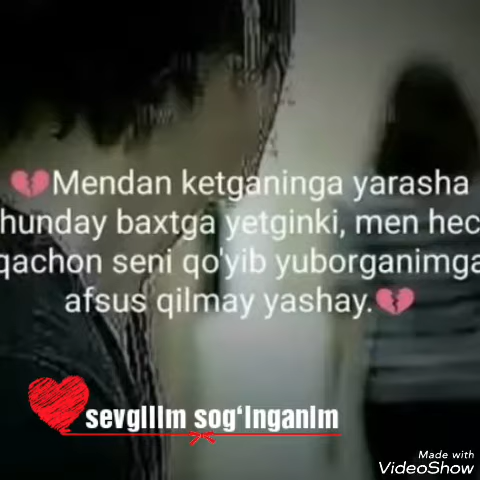 💔Mendan ketganinga yarasha
hunday baxtga yetginki, men hec
qachon seni qo'yib yuborganimga
afsus qilmay yashay.💔
sevgilim sog‘inganim
Made with
VideoShow